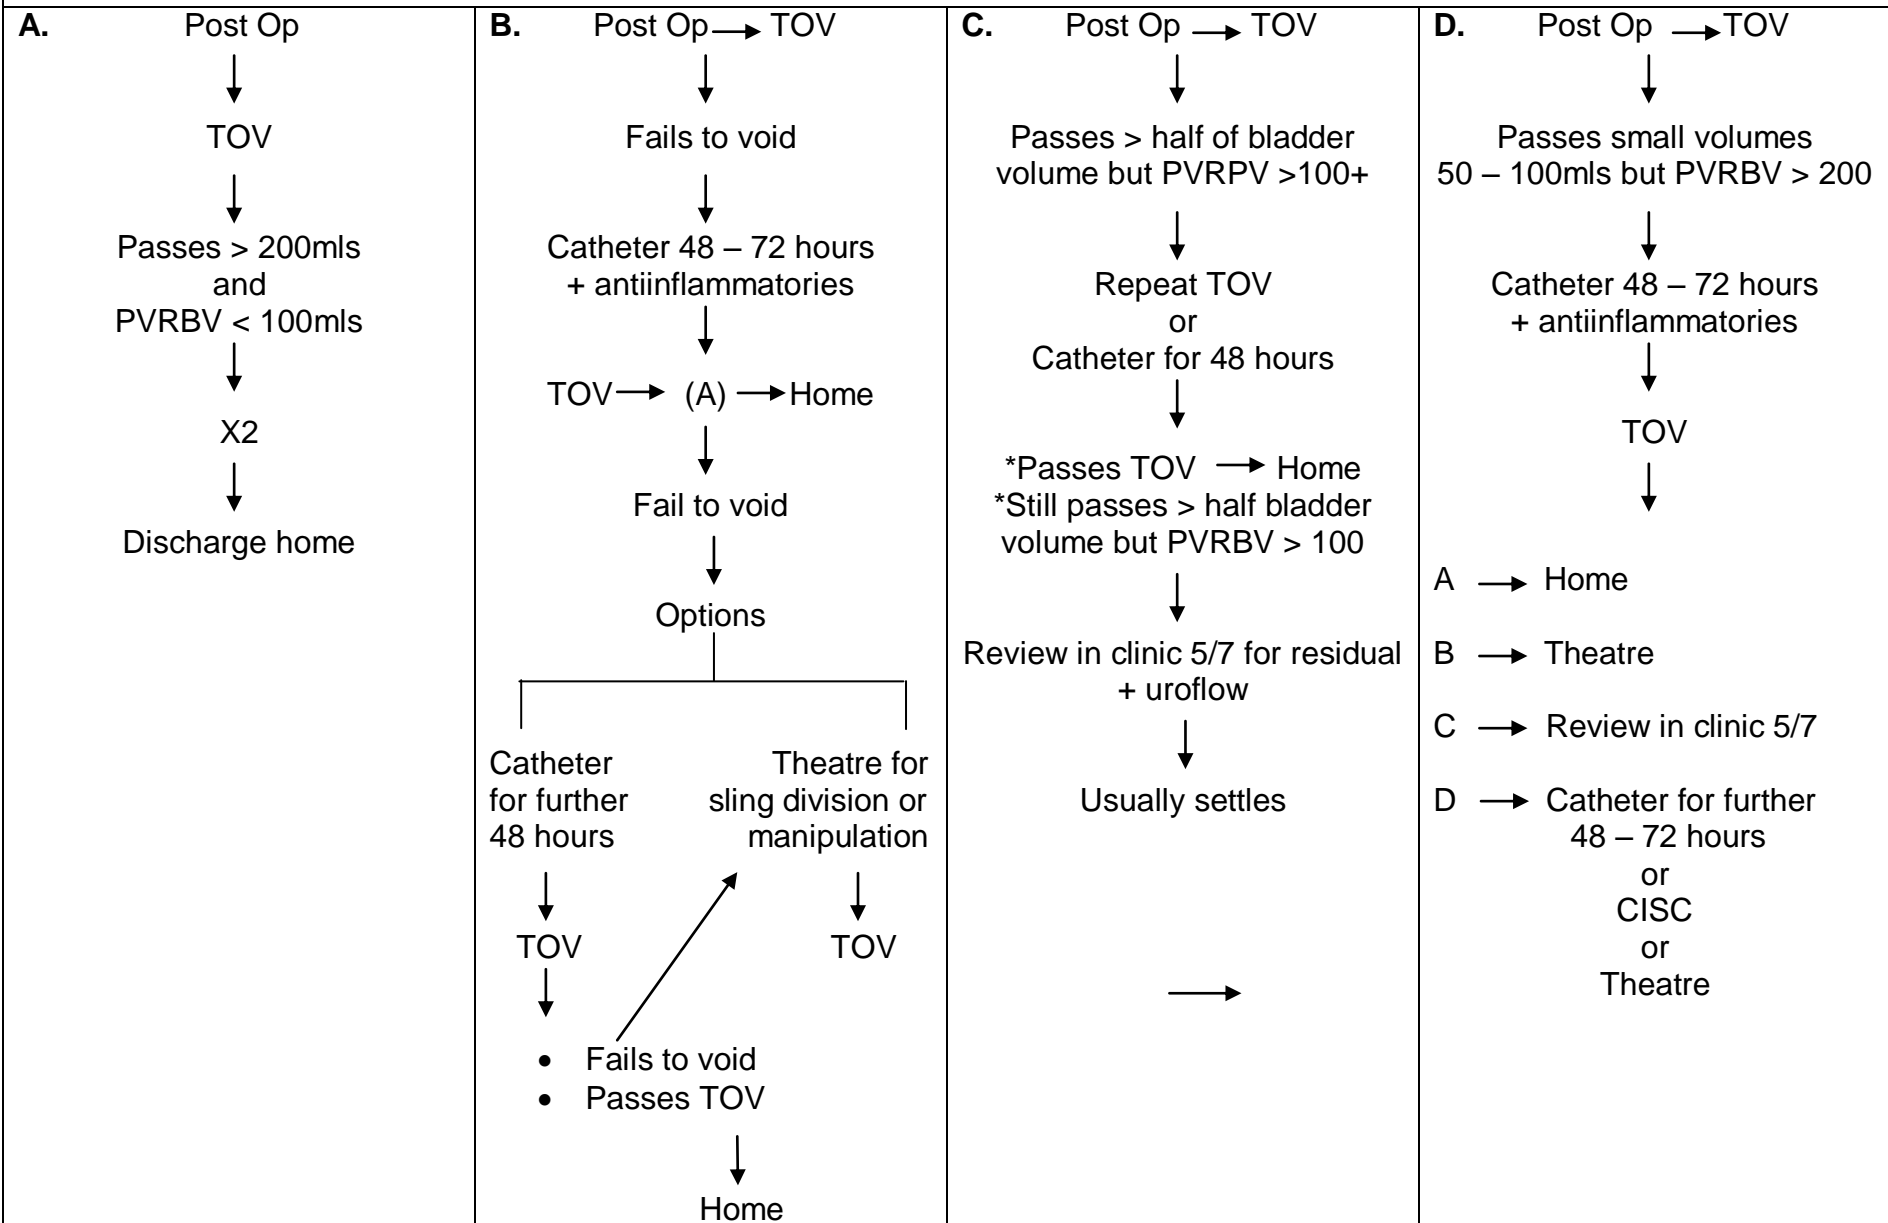 A.
Post Op
TOV
Passes > 200mls
and
PVRBV < 100mls
X2
Discharge home
B.
Post Op TOV
Fails to void
Catheter 48 – 72 hours
+ antiinflammatories
TOV (A) Home
Fail to void
Options
Catheter
for further
48 hours
TOV
Theatre for
sling division or
manipulation
TOV
• Fails to void
• Passes TOV
Home
C.
Post Op TOV
Passes > half of bladder
volume but PVRPV >100+
Repeat TOV
or
Catheter for 48 hours
*Passes TOV Home
*Still passes > half bladder
volume but PVRBV > 100
Review in clinic 5/7 for residual
+ uroflow
Usually settles
D.
Post Op TOV
Passes small volumes
50 – 100mls but PVRBV > 200
Catheter 48 – 72 hours
+ antiinflammatories
TOV
A Home
B Theatre
C Review in clinic 5/7
D Catheter for further
48 – 72 hours
or
CISC
or
Theatre